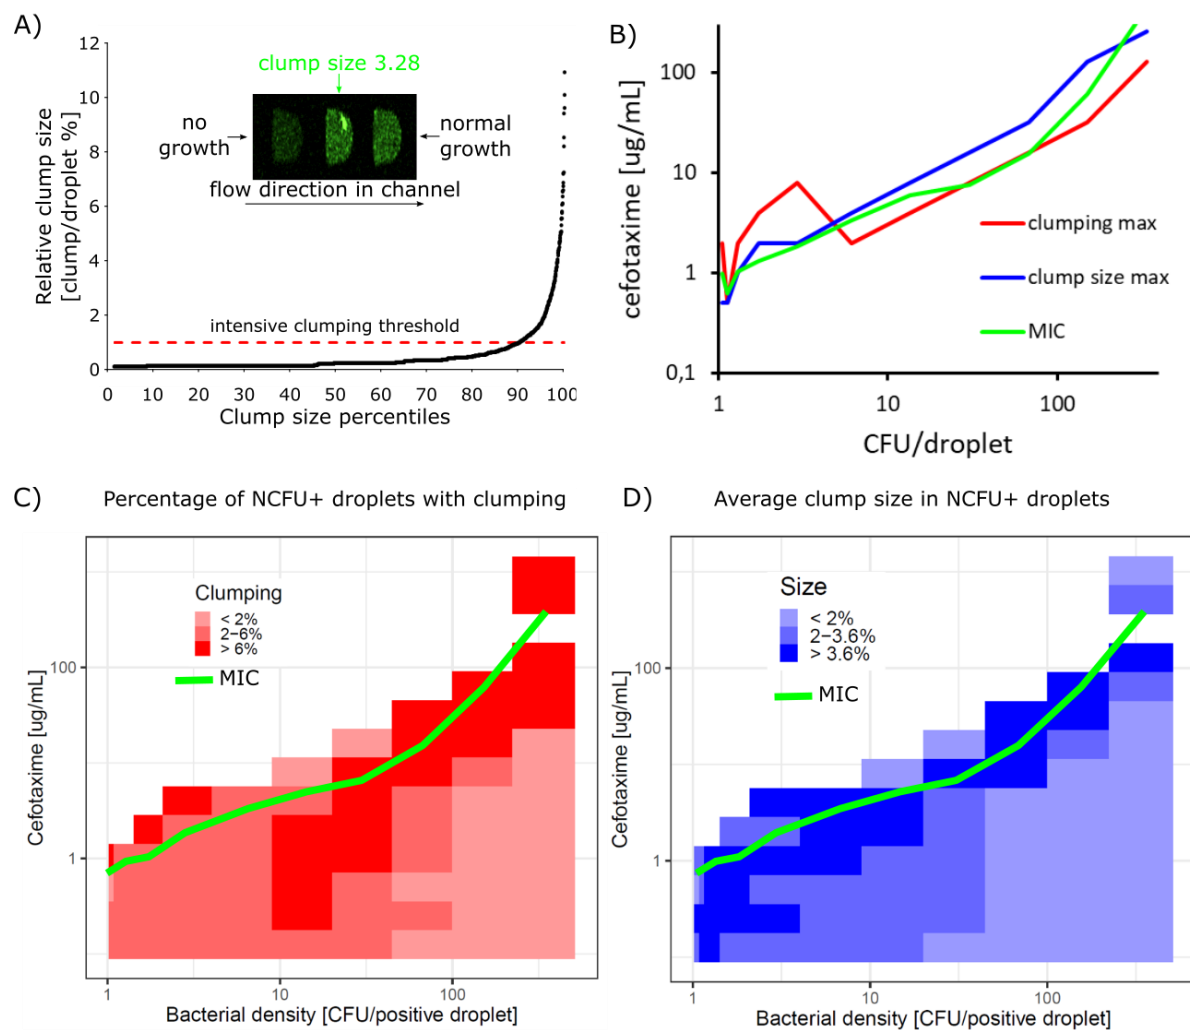 A)
Relative clump size
[clump/droplet %]
12
10
8
6
4
2
0
clump size 3.28
no
growth
normal
growth
flow direction in channel
intensive clumping threshold
0 10 20 30 40 50 60 70 80 90 100
Clump size percentiles
B)
cefotaxime [ug/mL]
100
10
1
0,1
clumping max
clump size max
MIC
1 10 100
CFU/droplet
C)
Percentage of NCFU+ droplets with clumping
Cefotaxime [ug/mL]
100
1
Clumping
< 2%
2–6%
> 6%
MIC
1 10 100
Bacterial density [CFU/positive droplet]
D)
Average clump size in NCFU+ droplets
Cefotaxime [ug/mL]
100
1
Size
< 2%
2–3.6%
> 3.6%
MIC
1 10 100
Bacterial density [CFU/positive droplet]